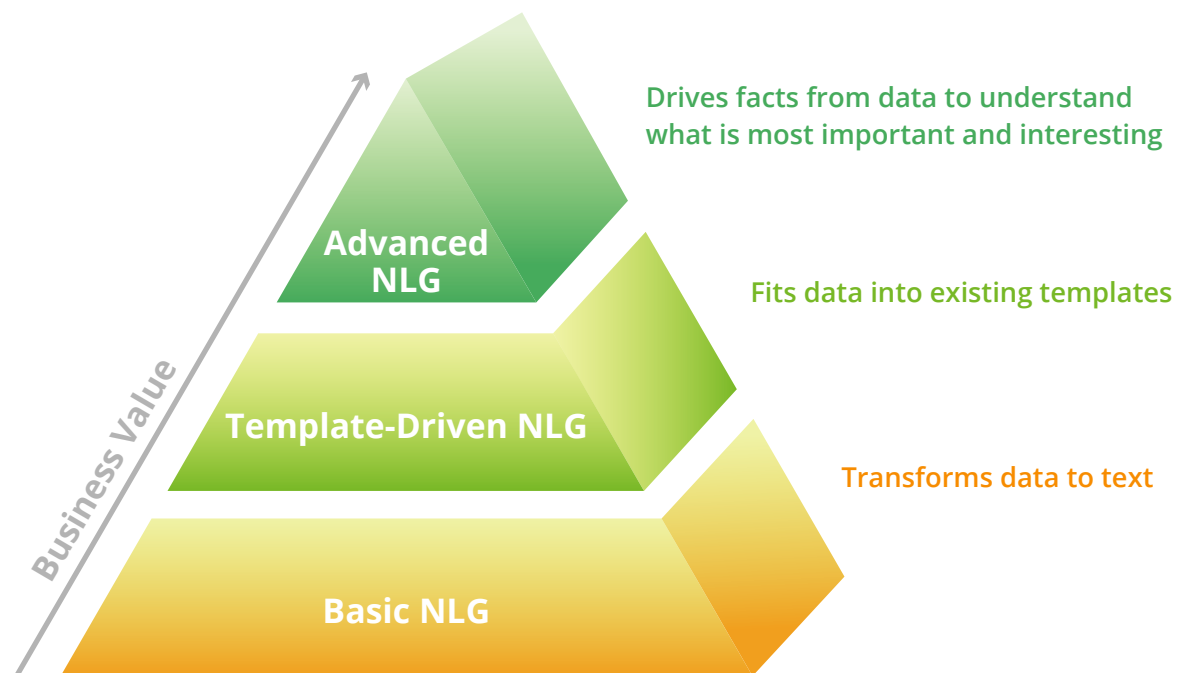 Drives facts from data to understand
what is most important and interesting
Advanced
NLG
Fits data into existing templates
Template-Driven NLG
Business Value
Transforms data to text
Basic NLG